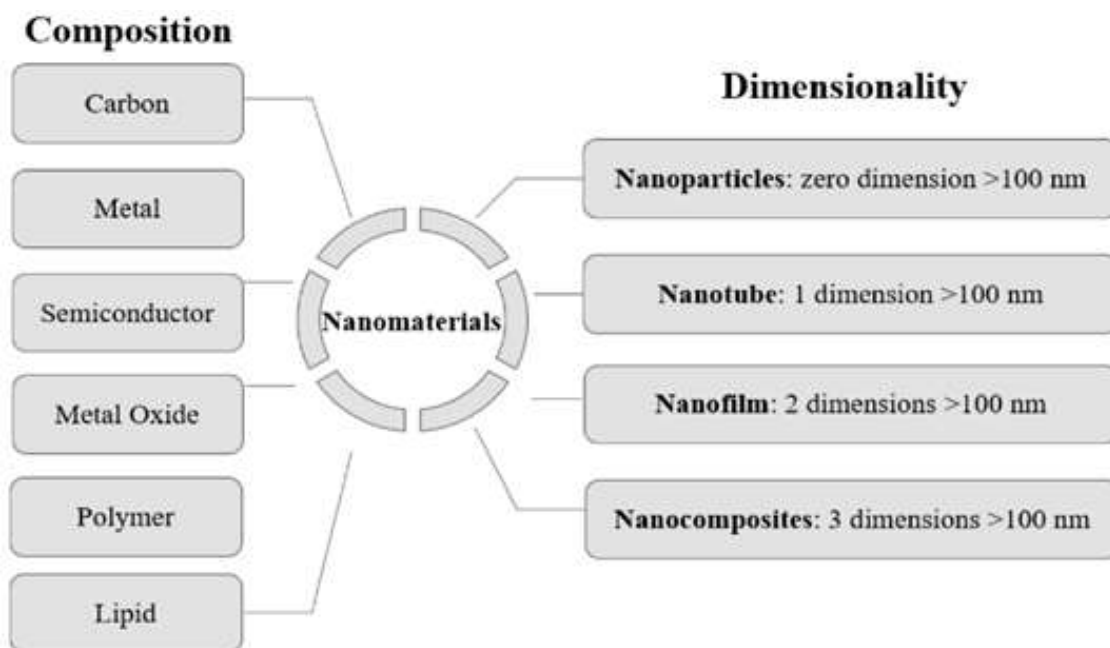 Composition
Carbon
Metal
Semiconductor
Metal Oxide
Polymer
Lipid
Nanomaterials
Dimensionality
Nanoparticles: zero dimension >100 nm
Nanotube: 1 dimension >100 nm
Nanofilm: 2 dimensions >100 nm
Nanocomposites: 3 dimensions >100 nm